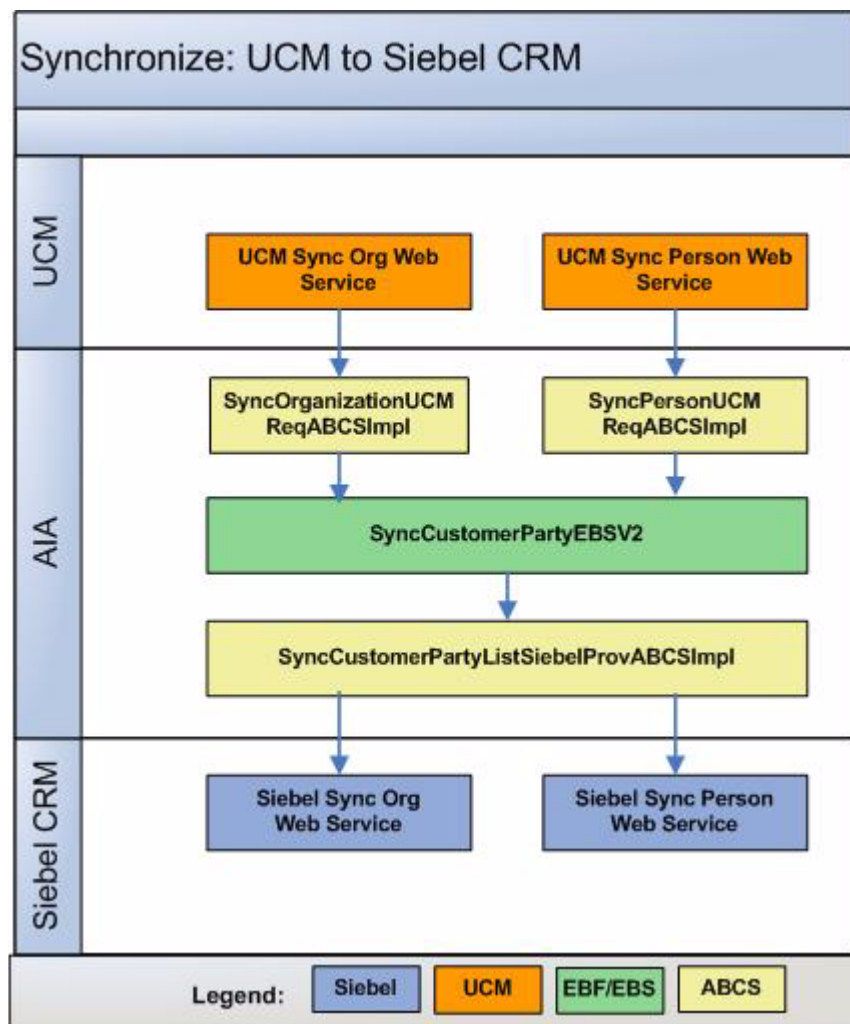 Synchronize: UCM to Siebel CRM
UCM
UCM Sync Org Web
Service
UCM Sync Person Web
Service
AIA
SyncOrganizationUCM
ReqABCSImpl
SyncPersonUCM
ReqABCSImpl
SyncCustomerPartyEBSV2
SyncCustomerPartyListSiebelProvABCSImpl
Siebel CRM
Siebel Sync Org
Web Service
Siebel Sync Person
Web Service
Legend:
Siebel
UCM
EBF/EBS
ABCS